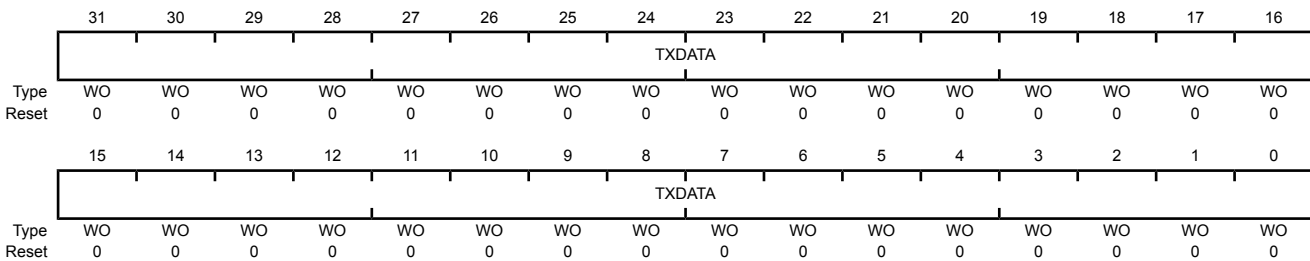 31 30 29 28 27 26 25 24 23 22 21 20 19 18 17 16
TXDATA
Type WO WO WO WO WO WO WO WO WO WO WO WO WO WO WO WO
Reset 0 0 0 0 0 0 0 0 0 0 0 0 0 0 0 0
15 14 13 12 11 10 9 8 7 6 5 4 3 2 1 0
TXDATA
Type WO WO WO WO WO WO WO WO WO WO WO WO WO WO WO WO
Reset 0 0 0 0 0 0 0 0 0 0 0 0 0 0 0 0